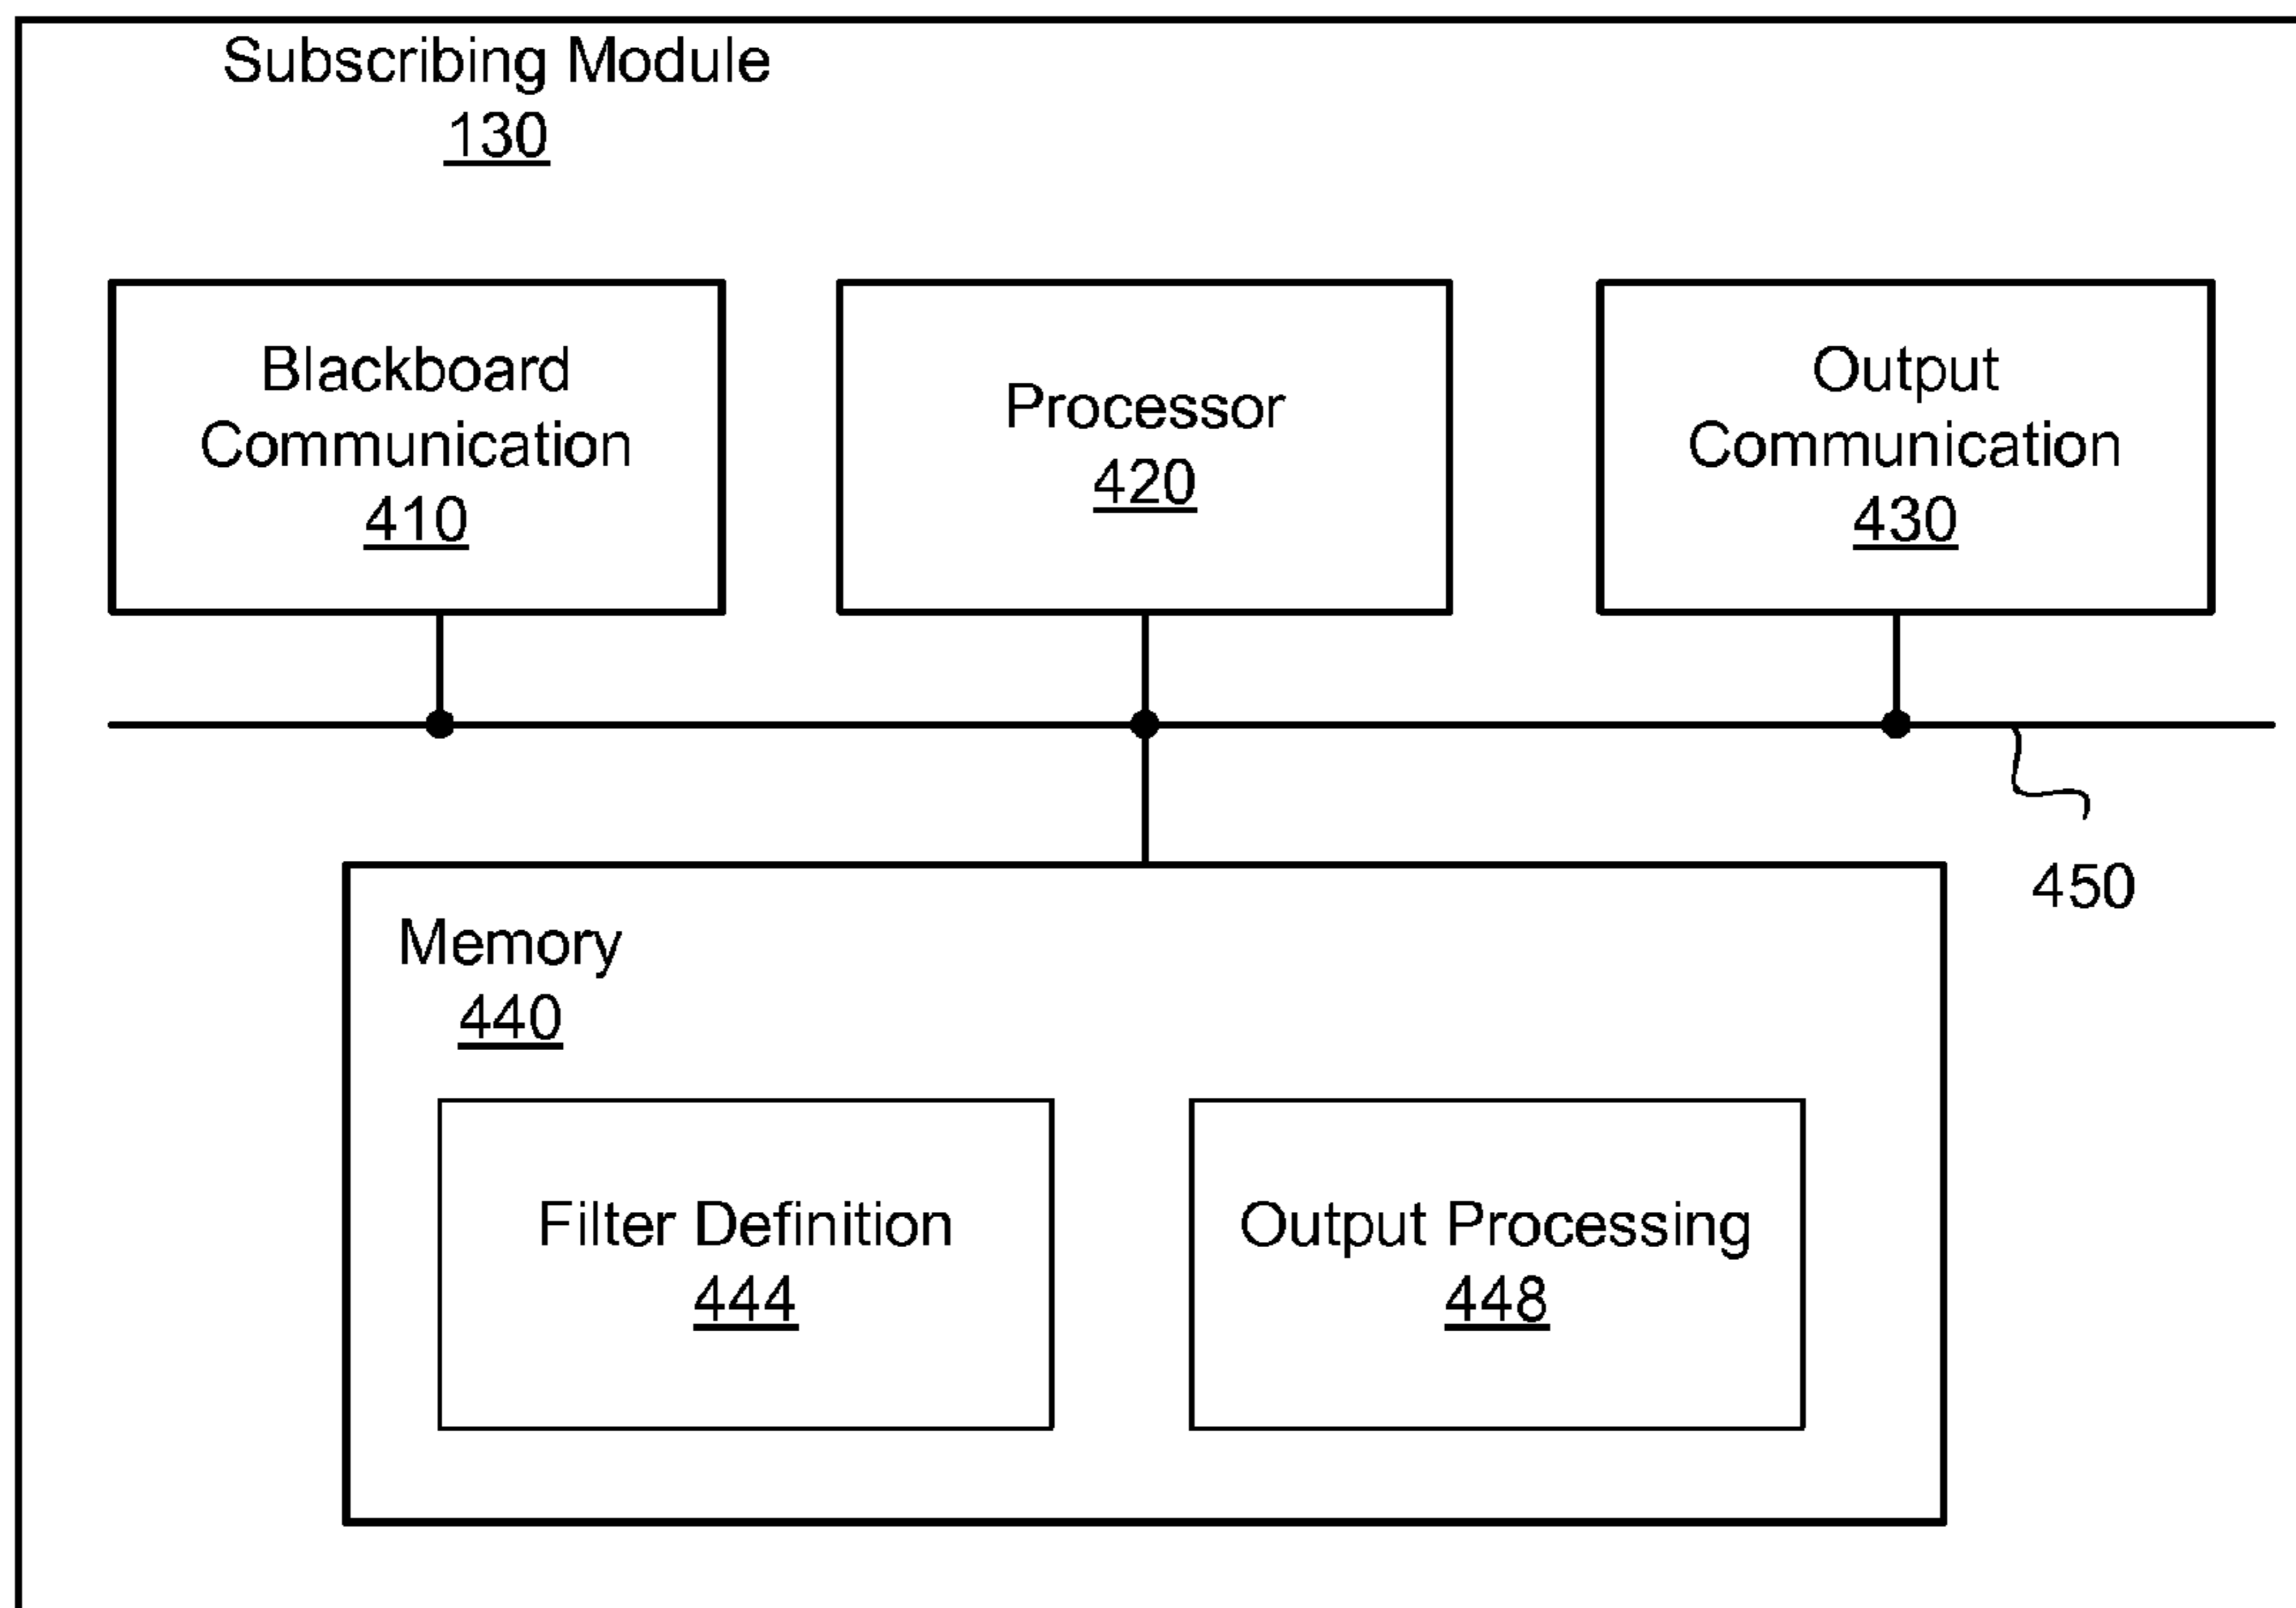 Subscribing Module
130
Blackboard
Communication
410
Processor
420
Output
Communication
430
450
Memory
440
Filter Definition
444
Output Processing
448